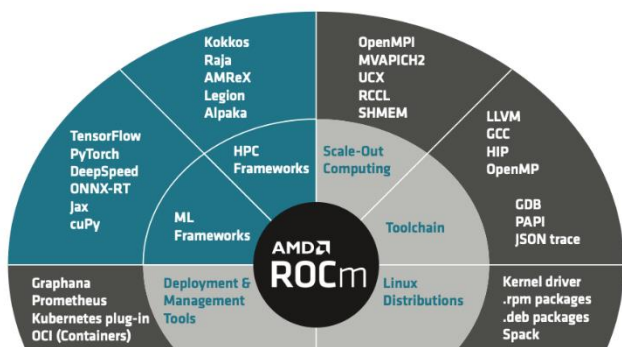 Kokkos
Raja
AMReX
Legion
Alpaka
OpenMPI
MVAPICH2
UCX
RCCL
SHMEM
TensorFlow
PyTorch
DeepSpeed
ONNX-RT
Jax
cuPy
HPC
Frameworks
Scale-Out
Computing
LLVM
GCC
HIP
OpenMP
GDB
PAPI
JSON trace
ML
Frameworks
Toolchain
AMD
ROCm
Graphana
Prometheus
Kubernetes plug-in
OCI (Containers)
Deployment &
Management
Tools
Linux
Distributions
Kernel driver
.rpm packages
.deb packages
Spack